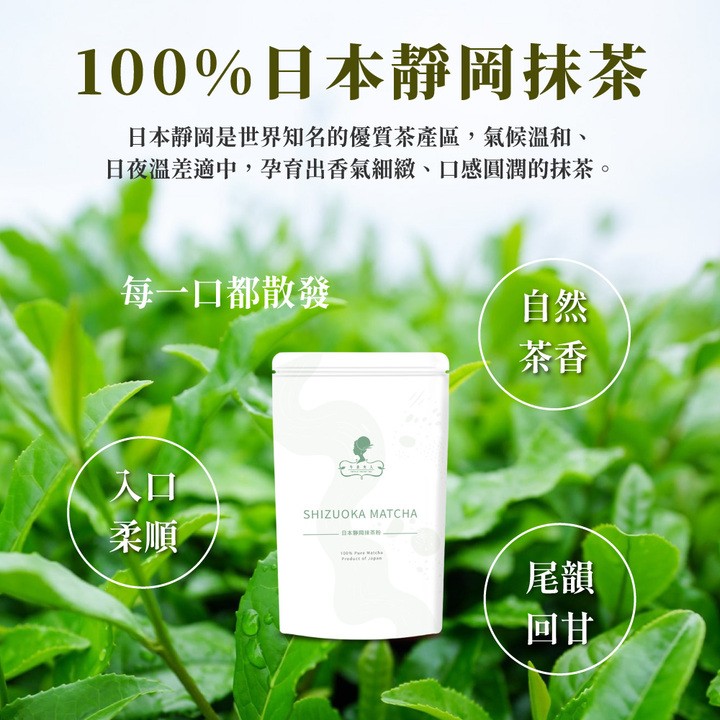 100%日本靜岡抹茶
日本靜岡是世界知名的優質茶產區，氣候溫和、
日夜溫差適中，孕育出香氣細緻、口感圓潤的抹茶。
每一口都散發
自然
茶香
入口
柔順
SHIZUOKA MATCHA
日本靜岡抹茶粉
100% Pure Matcha
Product of Japan
尾韻
回甘